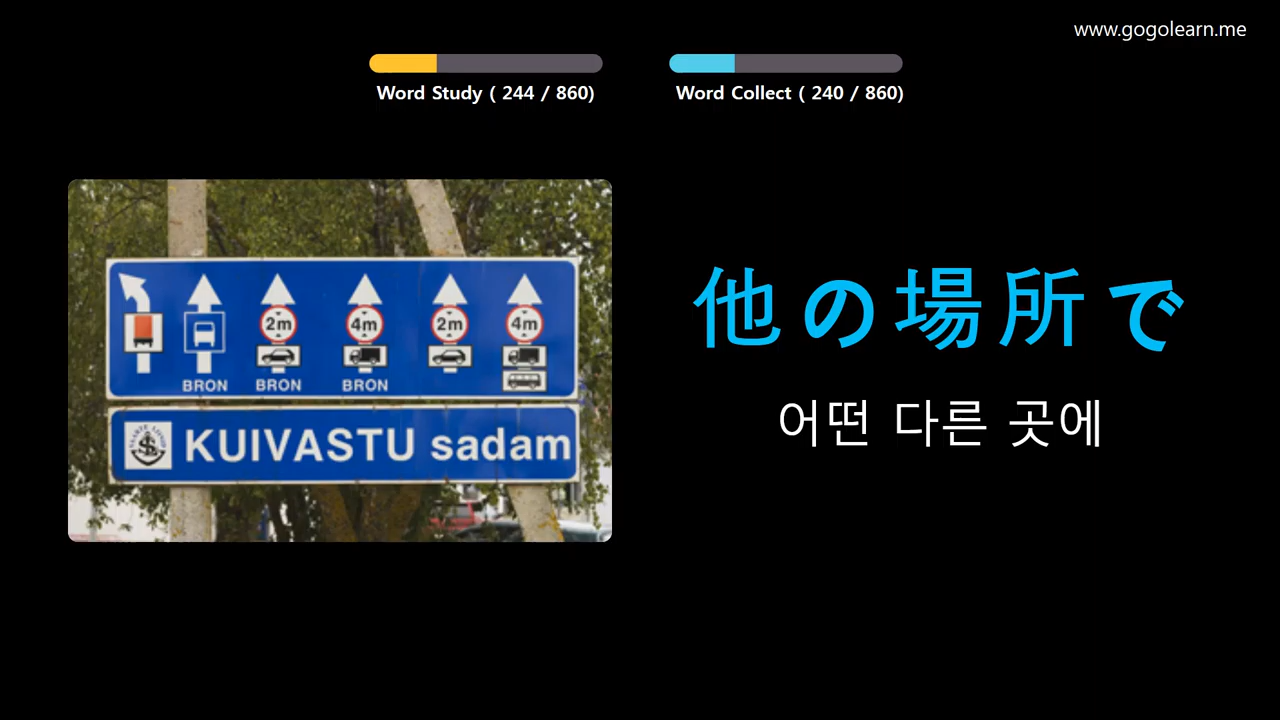 www.gogolearn.me
Word Study ( 244 / 860)
Word Collect ( 240 / 860)
2m 4m 2m 4m
BRON BRON BRON
KUIVASTU sadam
他の場所で
어떤 다른 곳에